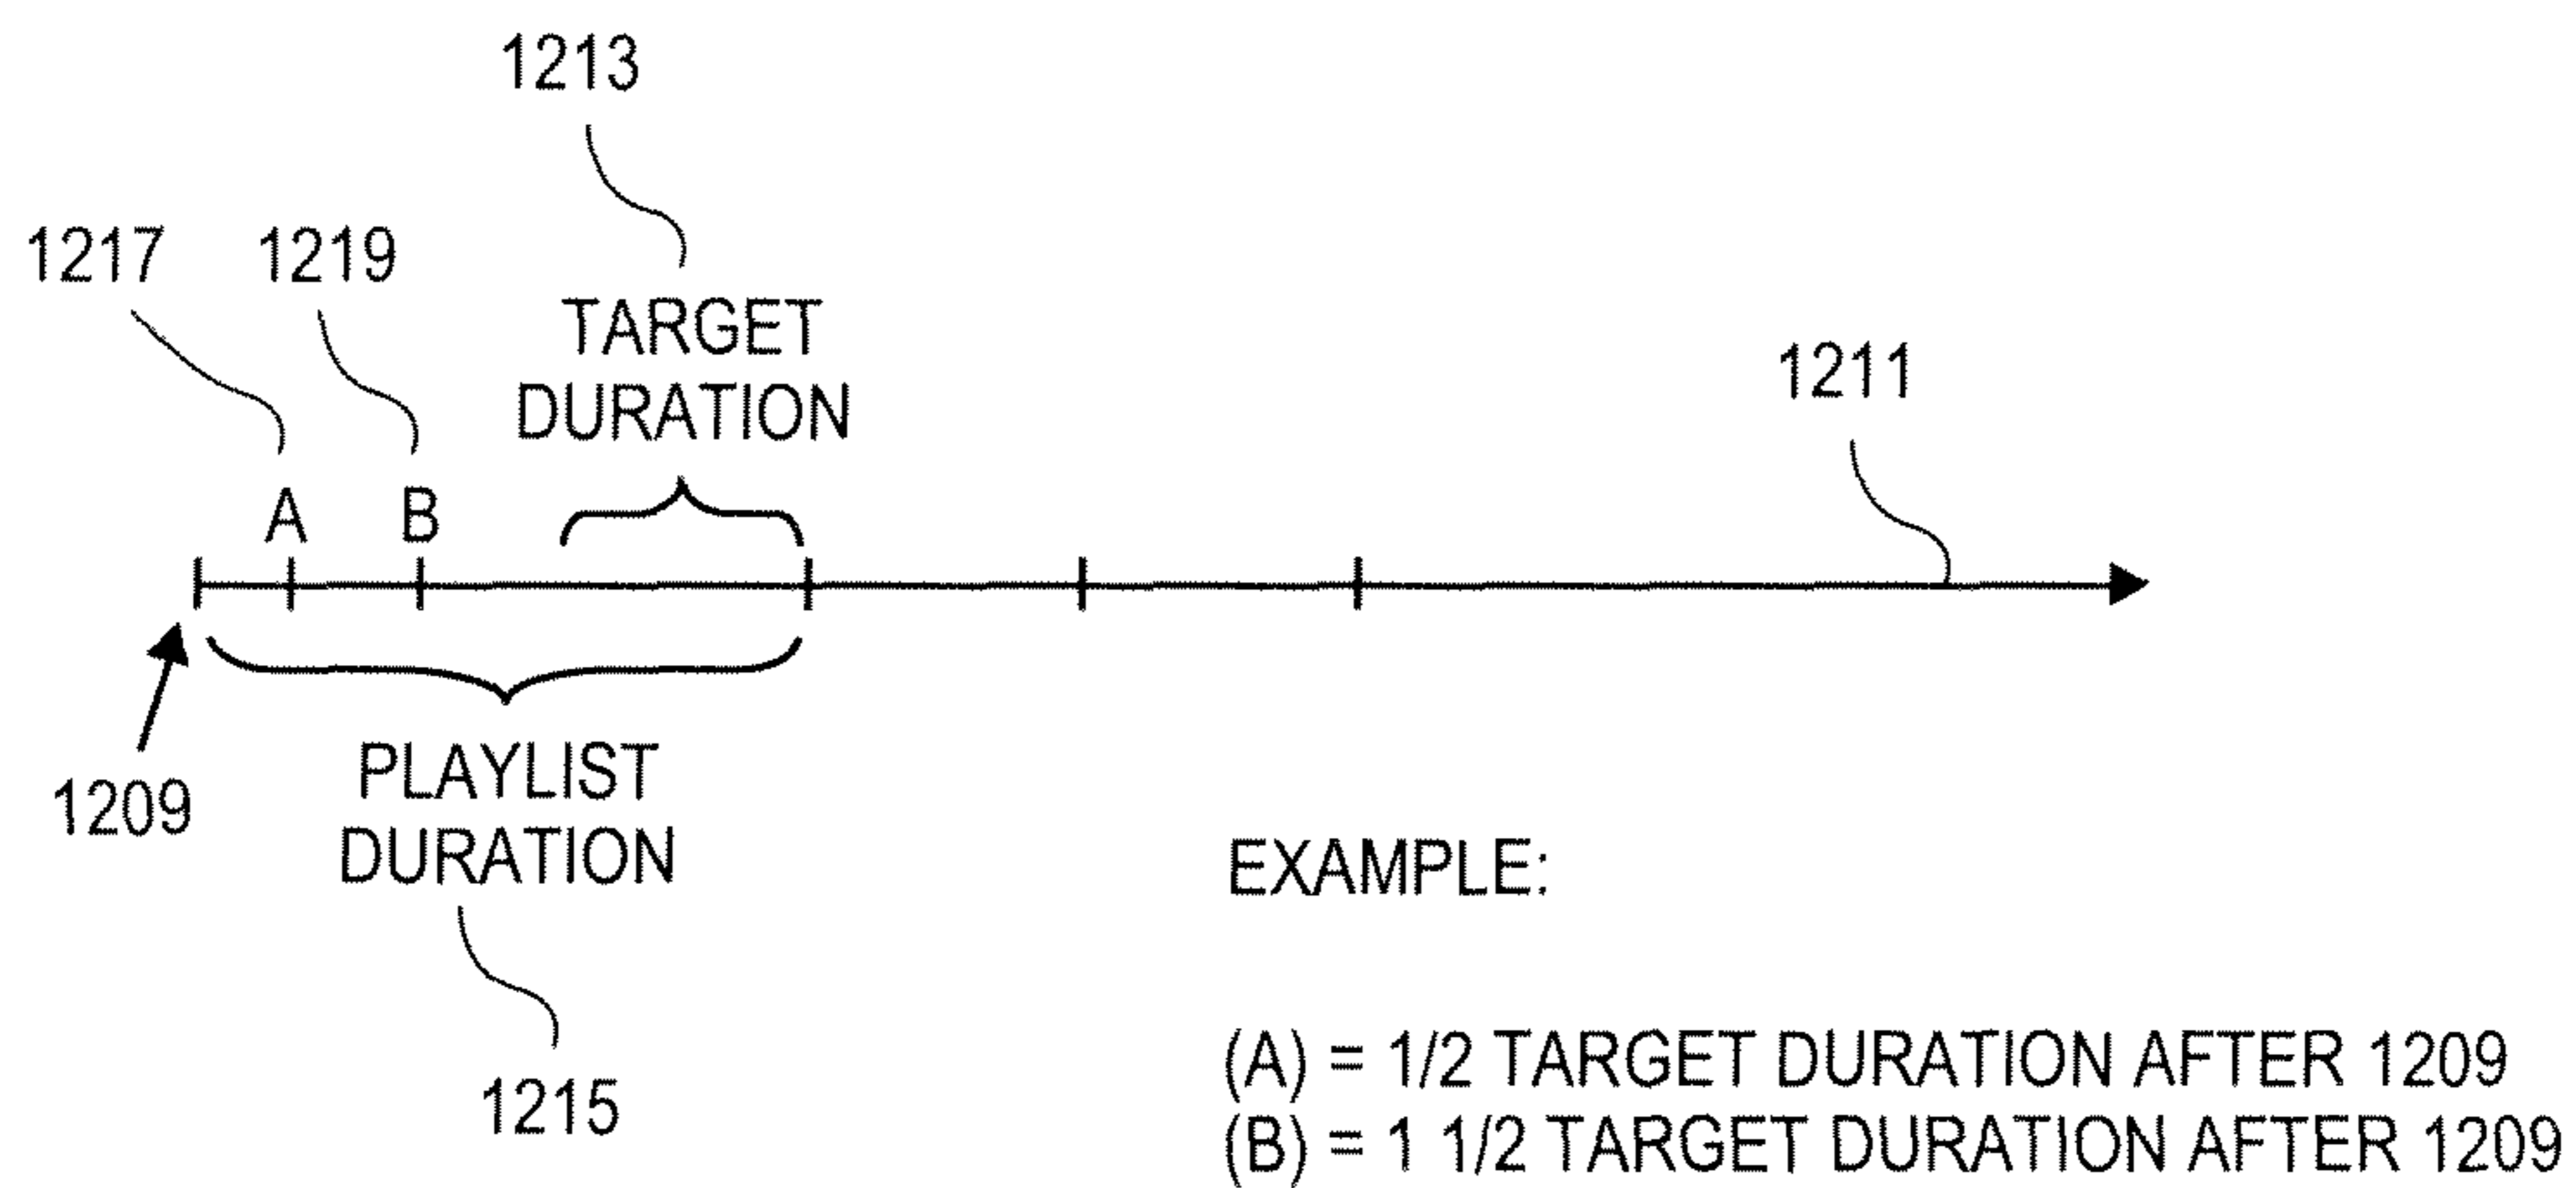 1213
1217
1219
TARGET
DURATION
1211
A
B
1209
PLAYLIST
DURATION
1215
EXAMPLE:
(A) = 1/2 TARGET DURATION AFTER 1209
(B) = 1 1/2 TARGET DURATION AFTER 1209